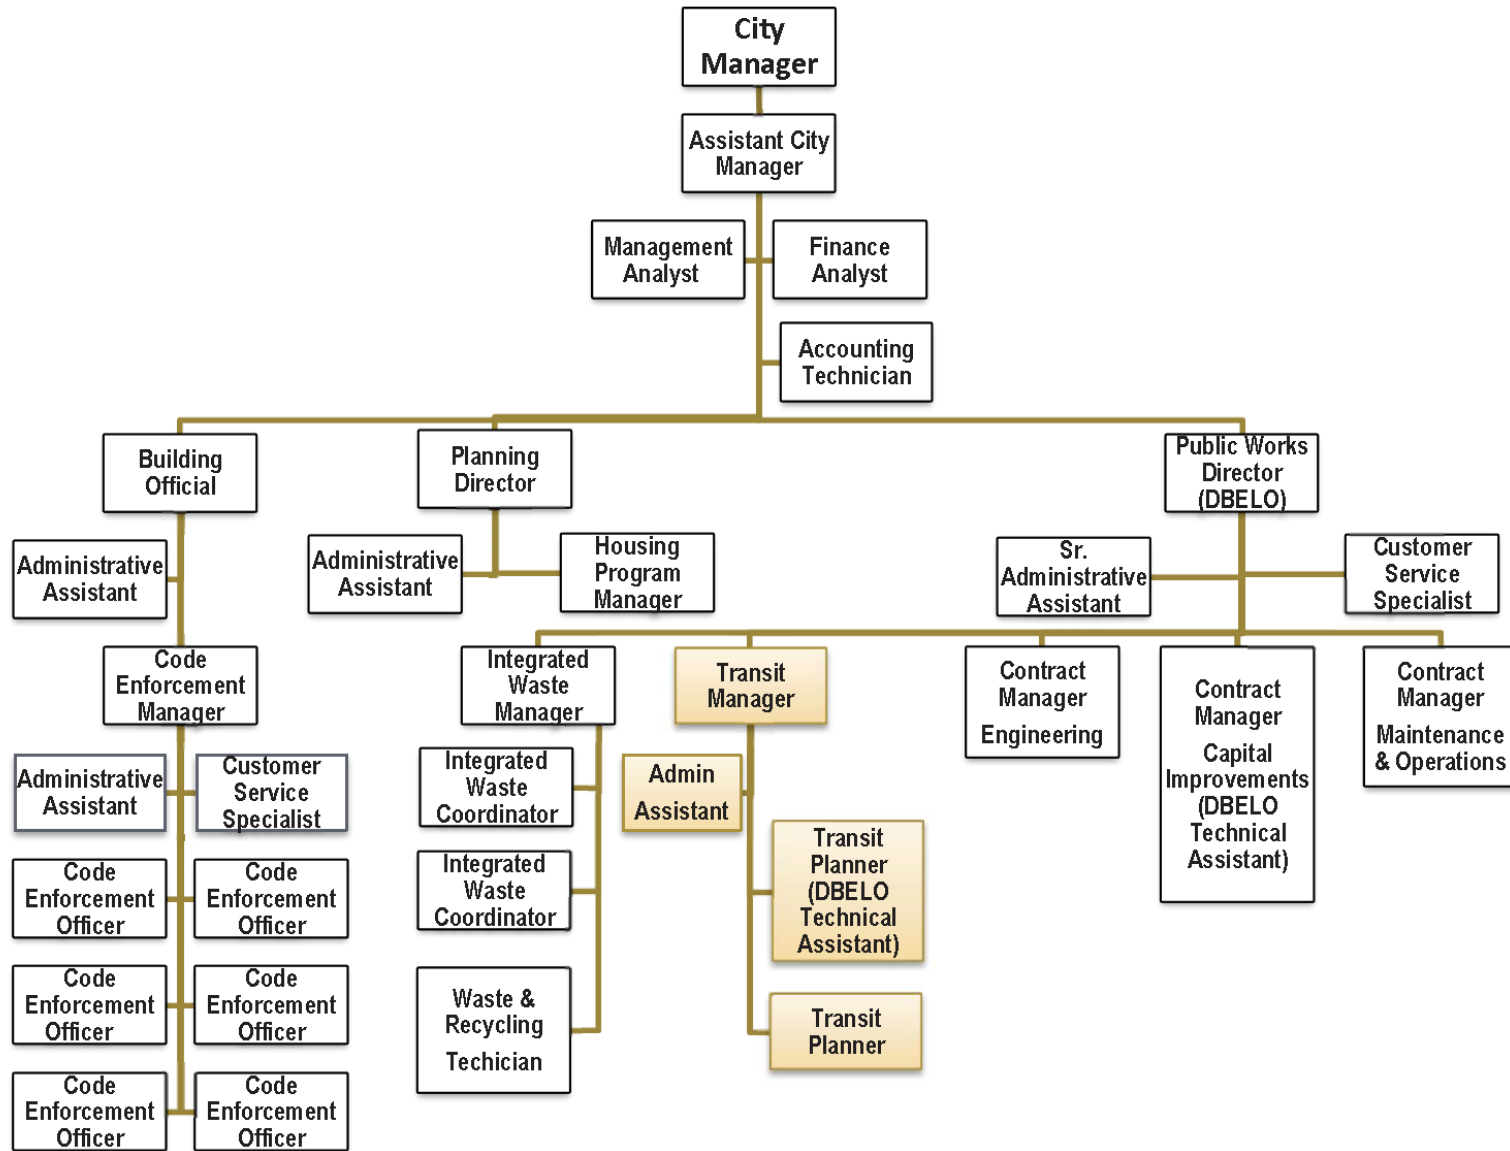 City
Manager
Assistant City
Manager
Management
Analyst
Finance
Analyst
Accounting
Technician
Building
Official
Planning
Director
Public Works
Director
(DBELO)
Administrative
Assistant
Administrative
Assistant
Housing
Program
Manager
Sr.
Administrative
Assistant
Customer
Service
Specialist
Code
Enforcement
Manager
Integrated
Waste
Manager
Transit
Manager
Contract
Manager
Engineering
Contract
Manager
Capital
Improvements
(DBELO
Technical
Assistant)
Contract
Manager
Maintenance
& Operations
Administrative
Assistant
Customer
Service
Specialist
Integrated
Waste
Coordinator
Admin
Assistant
Transit
Planner
(DBELO
Technical
Assistant)
Code
Enforcement
Officer
Code
Enforcement
Officer
Integrated
Waste
Coordinator
Code
Enforcement
Officer
Code
Enforcement
Officer
Waste &
Recycling
Techician
Transit
Planner
Code
Enforcement
Officer
Code
Enforcement
Officer